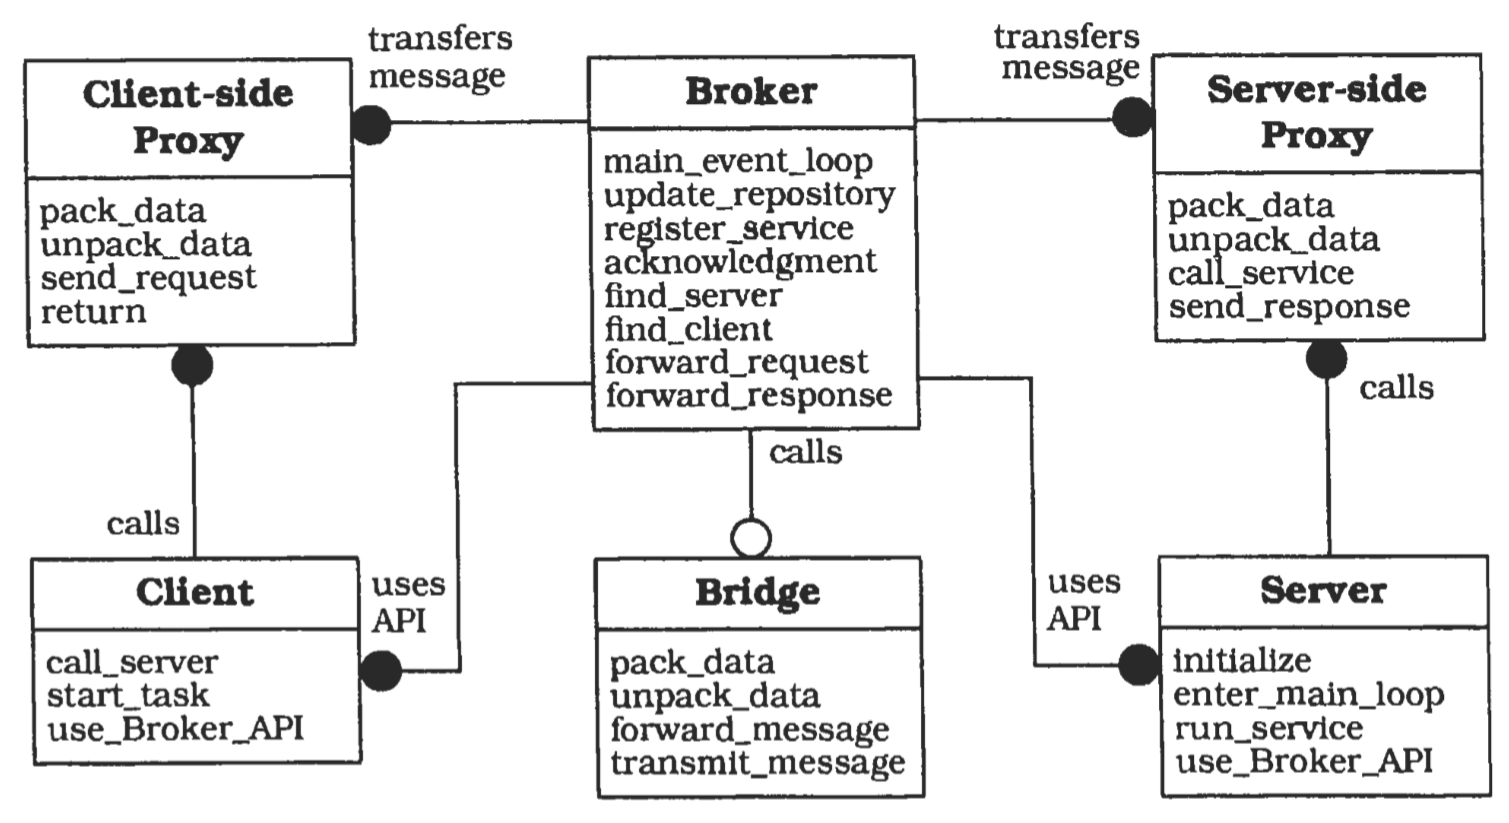 transfers
message
Client-side
Proxy
pack_data
unpack_data
send_request
return
Broker
main_event_loop
update_repository
register_service
acknowledgment
find_server
find_client
forward_request
forward_response
transfers
message
Server-side
Proxy
pack_data
unpack_data
call_service
send_response
calls
calls
calls
Client
call_server
start_task
use_Broker_API
uses
API
Bridge
pack_data
unpack_data
forward_message
transmit_message
uses
API
Server
initialize
enter_main_loop
run_service
use_Broker_API